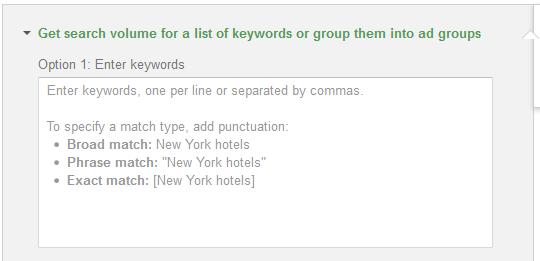 Get search volume for a list of keywords or group them into ad groups
Option 1: Enter keywords
Enter keywords, one per line or separated by commas.
To specify a match type, add punctuation:
• Broad match: New York hotels
• Phrase match: "New York hotels"
• Exact match: [New York hotels]